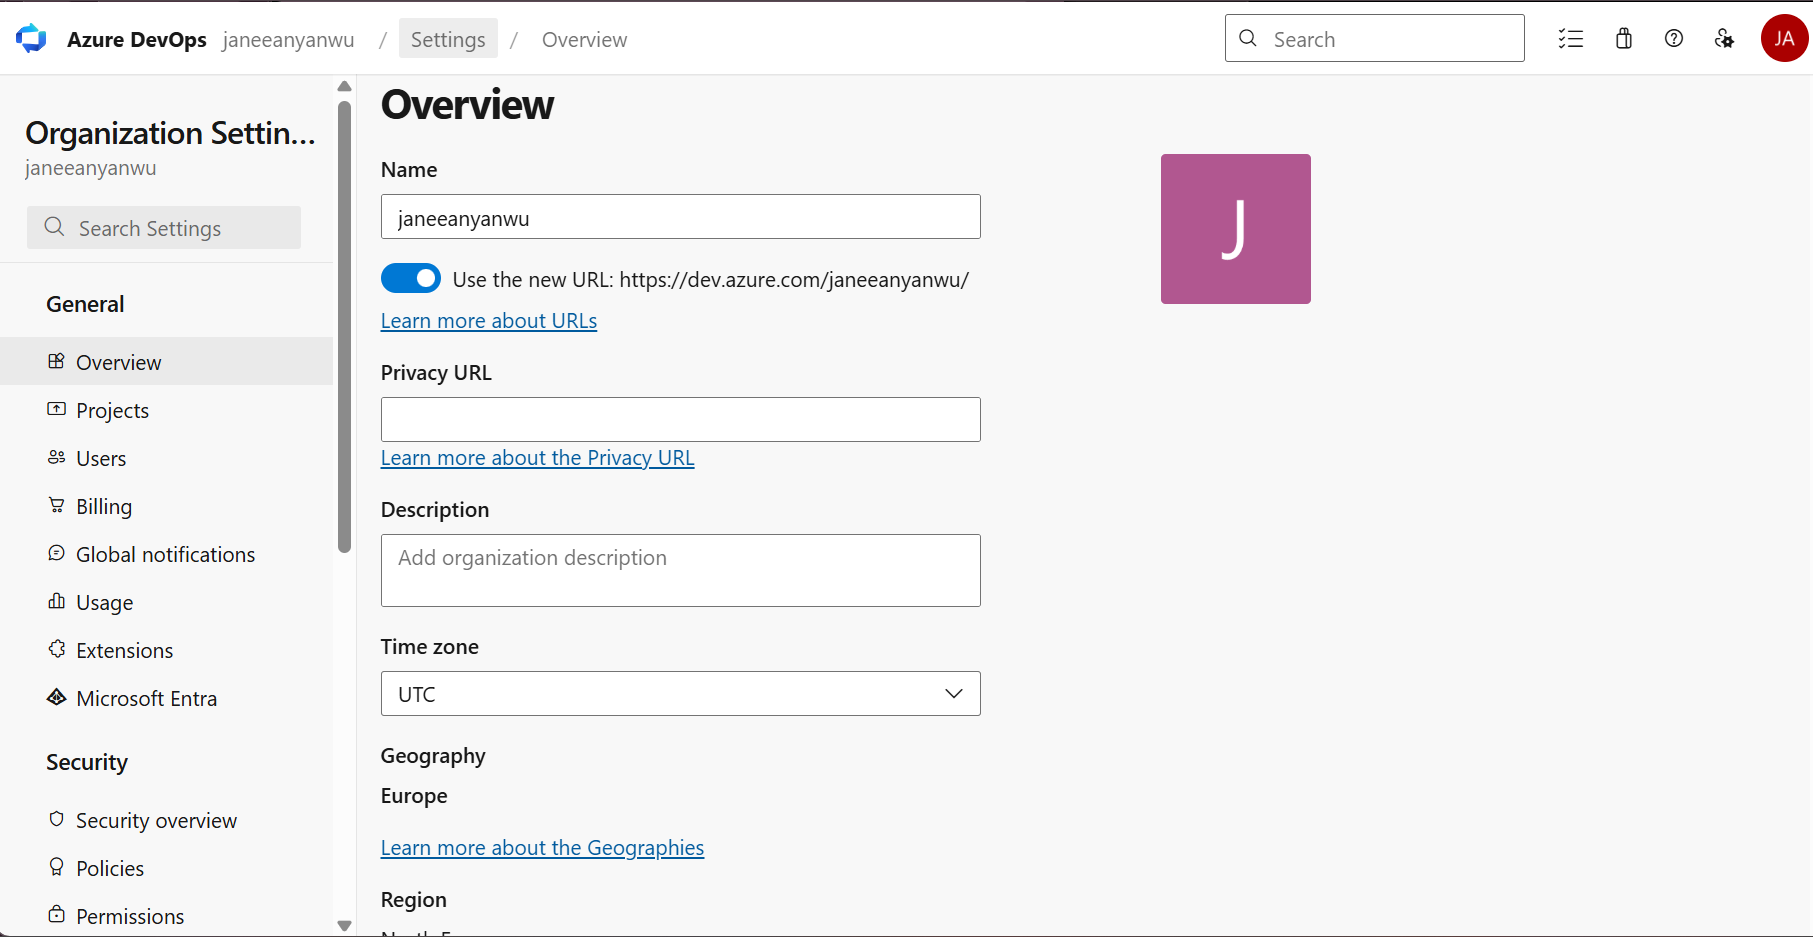 Azure DevOps janeeanyanwu / Settings / Overview
Search
JA
Organization Settin...
janeeanyanwu
Search Settings
General
Overview
Projects
Users
Billing
Global notifications
Usage
Extensions
Microsoft Entra
Security
Security overview
Policies
Permissions
Overview
Name
janeeanyanwu
Use the new URL: https://dev.azure.com/janeeanyanwu/
Learn more about URLs
Privacy URL
Learn more about the Privacy URL
Description
Add organization description
Time zone
UTC
Geography
Europe
Learn more about the Geographies
Region
J